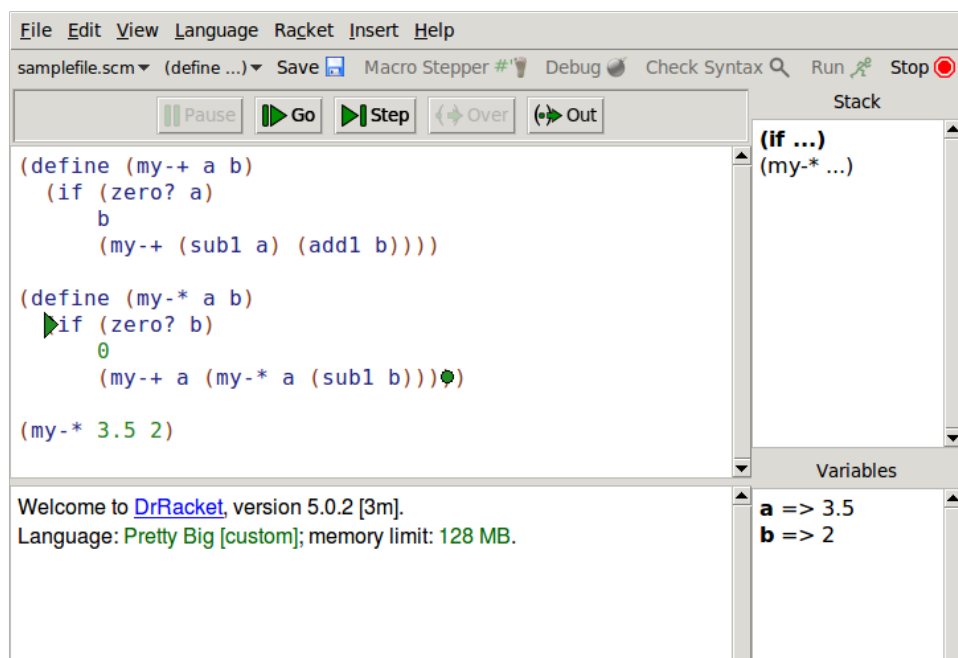 File Edit View Language Racket Insert Help
samplefile.scm (define ...) Save Macro Stepper #' Debug Check Syntax Run Stop
Pause Go Step Over Out
Stack
(if ...)
(my-* ...)
(define (my-+ a b)
(if (zero? a)
b
(my-+ (sub1 a) (add1 b))))
(define (my-* a b)
if (zero? b)
0
(my-+ a (my-* a (sub1 b)))))
(my-* 3.5 2)
Variables
a => 3.5
b => 2
Welcome to DrRacket, version 5.0.2 [3m].
Language: Pretty Big [custom]; memory limit: 128 MB.